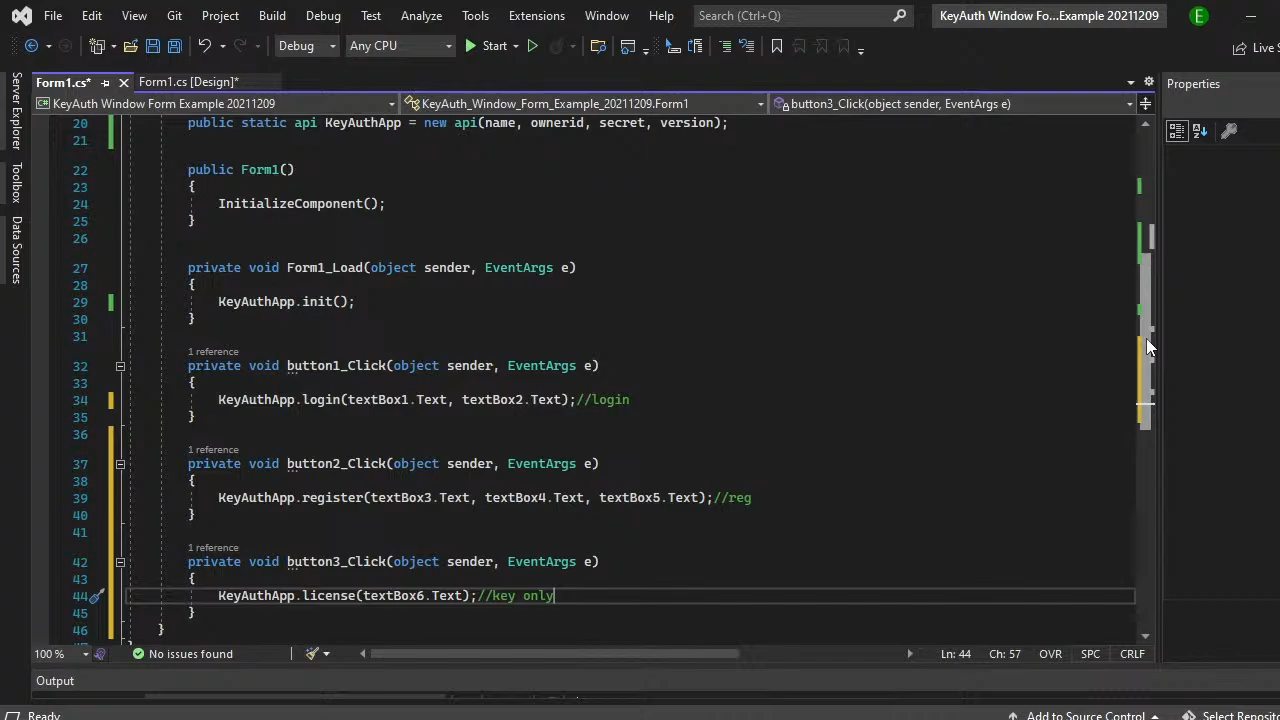 File Edit View Git Project Build Debug Test Analyze Tools Extensions Window Help Search (Ctrl+Q) KeyAuth Window Fo...Example 20211209 E
Debug Any CPU Start Live S
Form1.cs* Form1.cs [Design]* Properties
KeyAuth Window Form Example 20211209 KeyAuth_Window_Form_Example_20211209.Form1 button3_Click(object sender, EventArgs e)
Server Explorer
Toolbox
Data Sources
20 public static api KeyAuthApp = new api(name, ownerid, secret, version);
21
22 public Form1()
23 {
24 InitializeComponent();
25 }
26
27 private void Form1_Load(object sender, EventArgs e)
28 {
29 KeyAuthApp.init();
30 }
31
1 reference
32 private void button1_Click(object sender, EventArgs e)
33 {
34 KeyAuthApp.login(textBox1.Text, textBox2.Text);//login
35 }
36
1 reference
37 private void button2_Click(object sender, EventArgs e)
38 {
39 KeyAuthApp.register(textBox3.Text, textBox4.Text, textBox5.Text);//reg
40 }
41
1 reference
42 private void button3_Click(object sender, EventArgs e)
43 {
44 KeyAuthApp.license(textBox6.Text);//key only
45 }
46 }
100 % No issues found Ln: 44 Ch: 57 OVR SPC CRLF
Output
Ready Add to Source Control Select Reposito